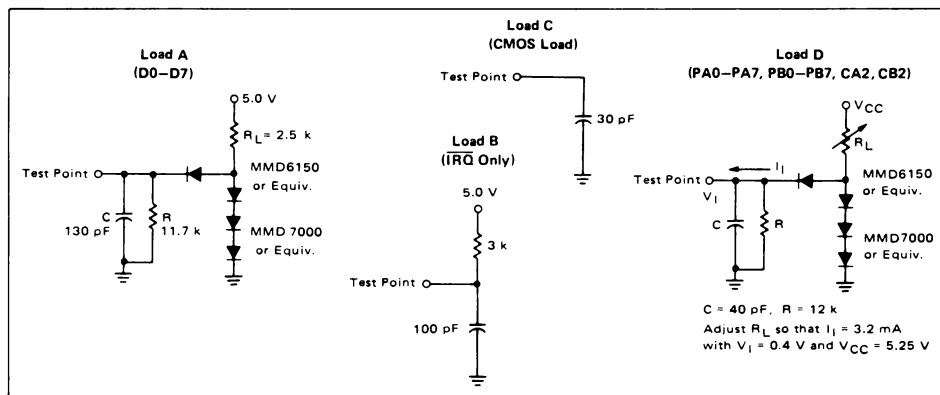 Load A
(D0–D7)
5.0 V
R_L = 2.5 k
Test Point
MMD6150
or Equiv.
C
130 pF
R
11.7 k
MMD 7000
or Equiv.
Load C
(CMOS Load)
Test Point
30 pF
Load B
(I̅R̅Q̅ Only)
5.0 V
3 k
Test Point
100 pF
Load D
(PA0–PA7, PB0–PB7, CA2, CB2)
V_CC
R_L
I_I
MMD6150
or Equiv.
Test Point
V_I
C
R
MMD7000
or Equiv.
C = 40 pF, R = 12 k
Adjust R_L so that I_I = 3.2 mA
with V_I = 0.4 V and V_CC = 5.25 V